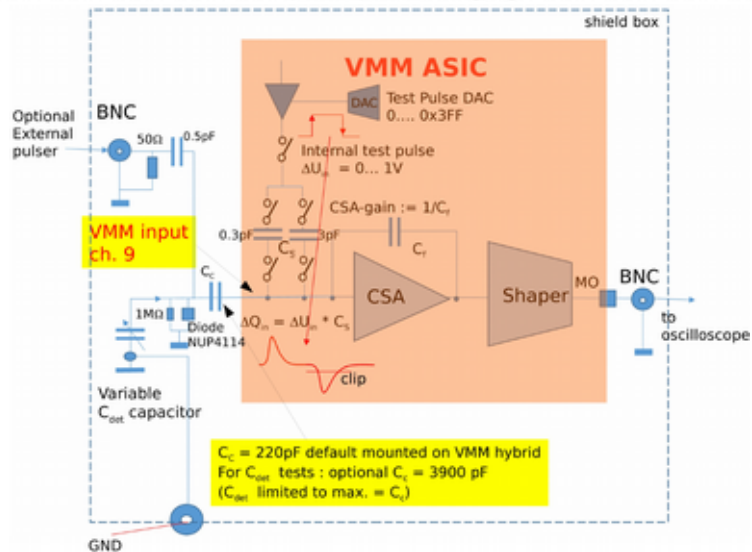 shield box
VMM ASIC
Optional
External
pulser
BNC
50Ω
0.5pF
DAC
Test Pulse DAC
0.... 0x3FF
Internal test pulse
ΔUin = 0... 1V
CSA-gain := 1/Cf
VMM input
ch. 9
0.3pF
3pF
CS
Cf
CC
CSA
Shaper
MO
BNC
to
oscilloscope
1MΩ
Diode
NUP4114
ΔQin = ΔUin * CS
clip
Variable
Cdet capacitor
CC = 220pF default mounted on VMM hybrid
For Cdet tests : optional CC = 3900 pF
(Cdet limited to max. = CC)
GND